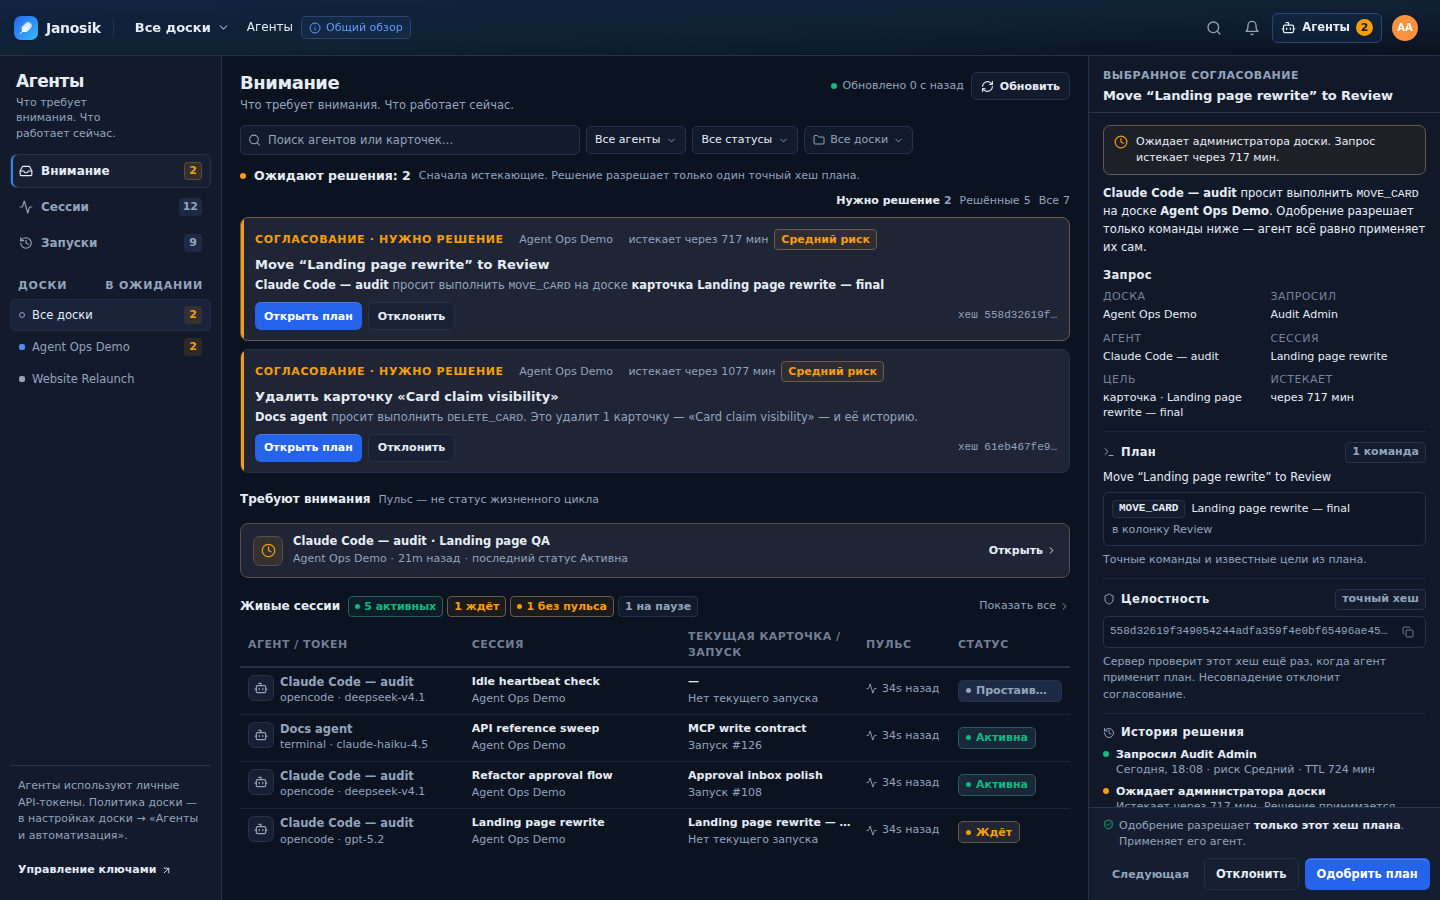 Janosik
Все доски
Агенты
Общий обзор
Агенты 2
AA
Агенты
Что требует
внимания. Что
работает сейчас.
Внимание 2
Сессии 12
Запуски 9
ДОСКИ В ОЖИДАНИИ
Все доски 2
Agent Ops Demo 2
Website Relaunch
Агенты используют личные
API-токены. Политика доски —
в настройках доски → «Агенты
и автоматизация».
Управление ключами
Внимание
Что требует внимания. Что работает сейчас.
Обновлено 0 с назад
Обновить
Поиск агентов или карточек…
Все агенты
Все статусы
Все доски
Ожидают решения: 2 Сначала истекающие. Решение разрешает только один точный хеш плана.
Нужно решение 2 Решённые 5 Все 7
СОГЛАСОВАНИЕ · НУЖНО РЕШЕНИЕ Agent Ops Demo истекает через 717 мин Средний риск
Move “Landing page rewrite” to Review
Claude Code — audit просит выполнить MOVE_CARD на доске карточка Landing page rewrite — final
Открыть план Отклонить хеш 558d32619f…
СОГЛАСОВАНИЕ · НУЖНО РЕШЕНИЕ Agent Ops Demo истекает через 1077 мин Средний риск
Удалить карточку «Card claim visibility»
Docs agent просит выполнить DELETE_CARD. Это удалит 1 карточку — «Card claim visibility» — и её историю.
Открыть план Отклонить хеш 61eb467fe9…
Требуют внимания Пульс — не статус жизненного цикла
Claude Code — audit · Landing page QA
Agent Ops Demo · 21m назад · последний статус Активна
Открыть
Живые сессии 5 активных 1 ждёт 1 без пульса 1 на паузе Показать все
АГЕНТ / ТОКЕН СЕССИЯ ТЕКУЩАЯ КАРТОЧКА / ЗАПУСК ПУЛЬС СТАТУС
Claude Code — audit Idle heartbeat check — 34s назад Простаив…
opencode · deepseek-v4.1 Agent Ops Demo Нет текущего запуска
Docs agent API reference sweep MCP write contract 34s назад Активна
terminal · claude-haiku-4.5 Agent Ops Demo Запуск #126
Claude Code — audit Refactor approval flow Approval inbox polish 34s назад Активна
opencode · deepseek-v4.1 Agent Ops Demo Запуск #108
Claude Code — audit Landing page rewrite Landing page rewrite — … 34s назад Ждёт
opencode · gpt-5.2 Agent Ops Demo Нет текущего запуска
ВЫБРАННОЕ СОГЛАСОВАНИЕ
Move “Landing page rewrite” to Review
Ожидает администратора доски. Запрос
истекает через 717 мин.
Claude Code — audit просит выполнить MOVE_CARD
на доске Agent Ops Demo. Одобрение разрешает
только команды ниже — агент всё равно применяет
их сам.
Запрос
ДОСКА ЗАПРОСИЛ
Agent Ops Demo Audit Admin
АГЕНТ СЕССИЯ
Claude Code — audit Landing page rewrite
ЦЕЛЬ ИСТЕКАЕТ
карточка · Landing page через 717 мин
rewrite — final
План 1 команда
Move “Landing page rewrite” to Review
MOVE_CARD Landing page rewrite — final
в колонку Review
Точные команды и известные цели из плана.
Целостность точный хеш
558d32619f349054244adfa359f4e0bf65496ae45…
Сервер проверит этот хеш ещё раз, когда агент
применит план. Несовпадение отклонит
согласование.
История решения
Запросил Audit Admin
Сегодня, 18:08 · риск Средний · TTL 724 мин
Ожидает администратора доски
Истекает через 717 мин. Решение принимается
Одобрение разрешает только этот хеш плана.
Применяет его агент.
Следующая Отклонить Одобрить план